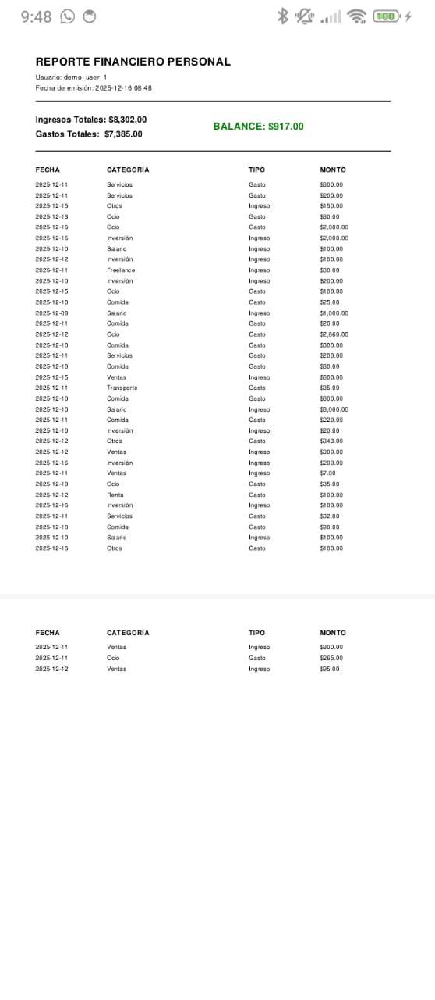 9:48
100
REPORTE FINANCIERO PERSONAL
Usuario: demo_user_1
Fecha de emisión: 2025-12-16 08:48
Ingresos Totales: $8,302.00
Gastos Totales: $7,385.00
BALANCE: $917.00
FECHA CATEGORÍA TIPO MONTO
2025-12-11 Servicios Gasto $300.00
2025-12-11 Servicios Gasto $200.00
2025-12-15 Otros Ingreso $150.00
2025-12-13 Ocio Gasto $30.00
2025-12-16 Ocio Gasto $2,000.00
2025-12-16 Inversión Ingreso $2,000.00
2025-12-10 Salario Ingreso $100.00
2025-12-12 Inversión Ingreso $100.00
2025-12-11 Freelance Ingreso $30.00
2025-12-10 Inversión Ingreso $200.00
2025-12-15 Ocio Gasto $100.00
2025-12-10 Comida Gasto $25.00
2025-12-09 Salario Ingreso $1,000.00
2025-12-11 Comida Gasto $20.00
2025-12-12 Ocio Gasto $2,660.00
2025-12-10 Comida Gasto $300.00
2025-12-11 Servicios Gasto $200.00
2025-12-10 Comida Gasto $30.00
2025-12-15 Ventas Ingreso $600.00
2025-12-11 Transporte Gasto $35.00
2025-12-10 Comida Gasto $300.00
2025-12-10 Salario Ingreso $3,000.00
2025-12-11 Comida Gasto $220.00
2025-12-10 Inversión Ingreso $20.00
2025-12-12 Otros Gasto $343.00
2025-12-12 Ventas Ingreso $300.00
2025-12-16 Inversión Ingreso $200.00
2025-12-11 Ventas Ingreso $7.00
2025-12-10 Ocio Gasto $35.00
2025-12-12 Renta Gasto $100.00
2025-12-16 Inversión Ingreso $100.00
2025-12-11 Servicios Gasto $32.00
2025-12-10 Comida Gasto $90.00
2025-12-10 Salario Ingreso $100.00
2025-12-16 Otros Gasto $100.00
FECHA CATEGORÍA TIPO MONTO
2025-12-11 Ventas Ingreso $300.00
2025-12-11 Ocio Gasto $265.00
2025-12-12 Ventas Ingreso $95.00